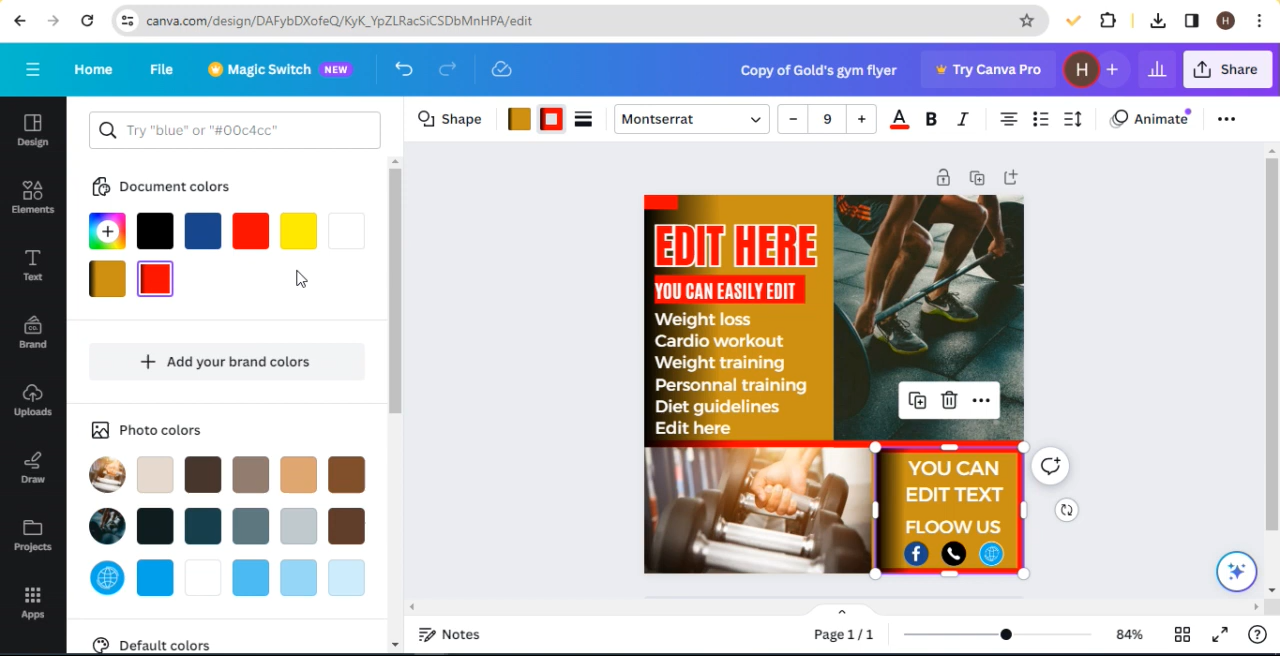 canva.com/design/DAFybDXofeQ/KyK_YpZLRacSiCSDbMnHPA/edit
H
Home
File
Magic Switch
NEW
Copy of Gold's gym flyer
Try Canva Pro
H
+
Share
Design
Elements
Text
Brand
Uploads
Draw
Projects
Apps
Try "blue" or "#00c4cc"
Document colors
+ Add your brand colors
Photo colors
Default colors
Shape
Montserrat
– 9 +
A
B
I
Animate
EDIT HERE
YOU CAN EASILY EDIT
Weight loss
Cardio workout
Weight training
Personnal training
Diet guidelines
Edit here
YOU CAN
EDIT TEXT
FLOOW US
f
Notes
Page 1 / 1
84%
?